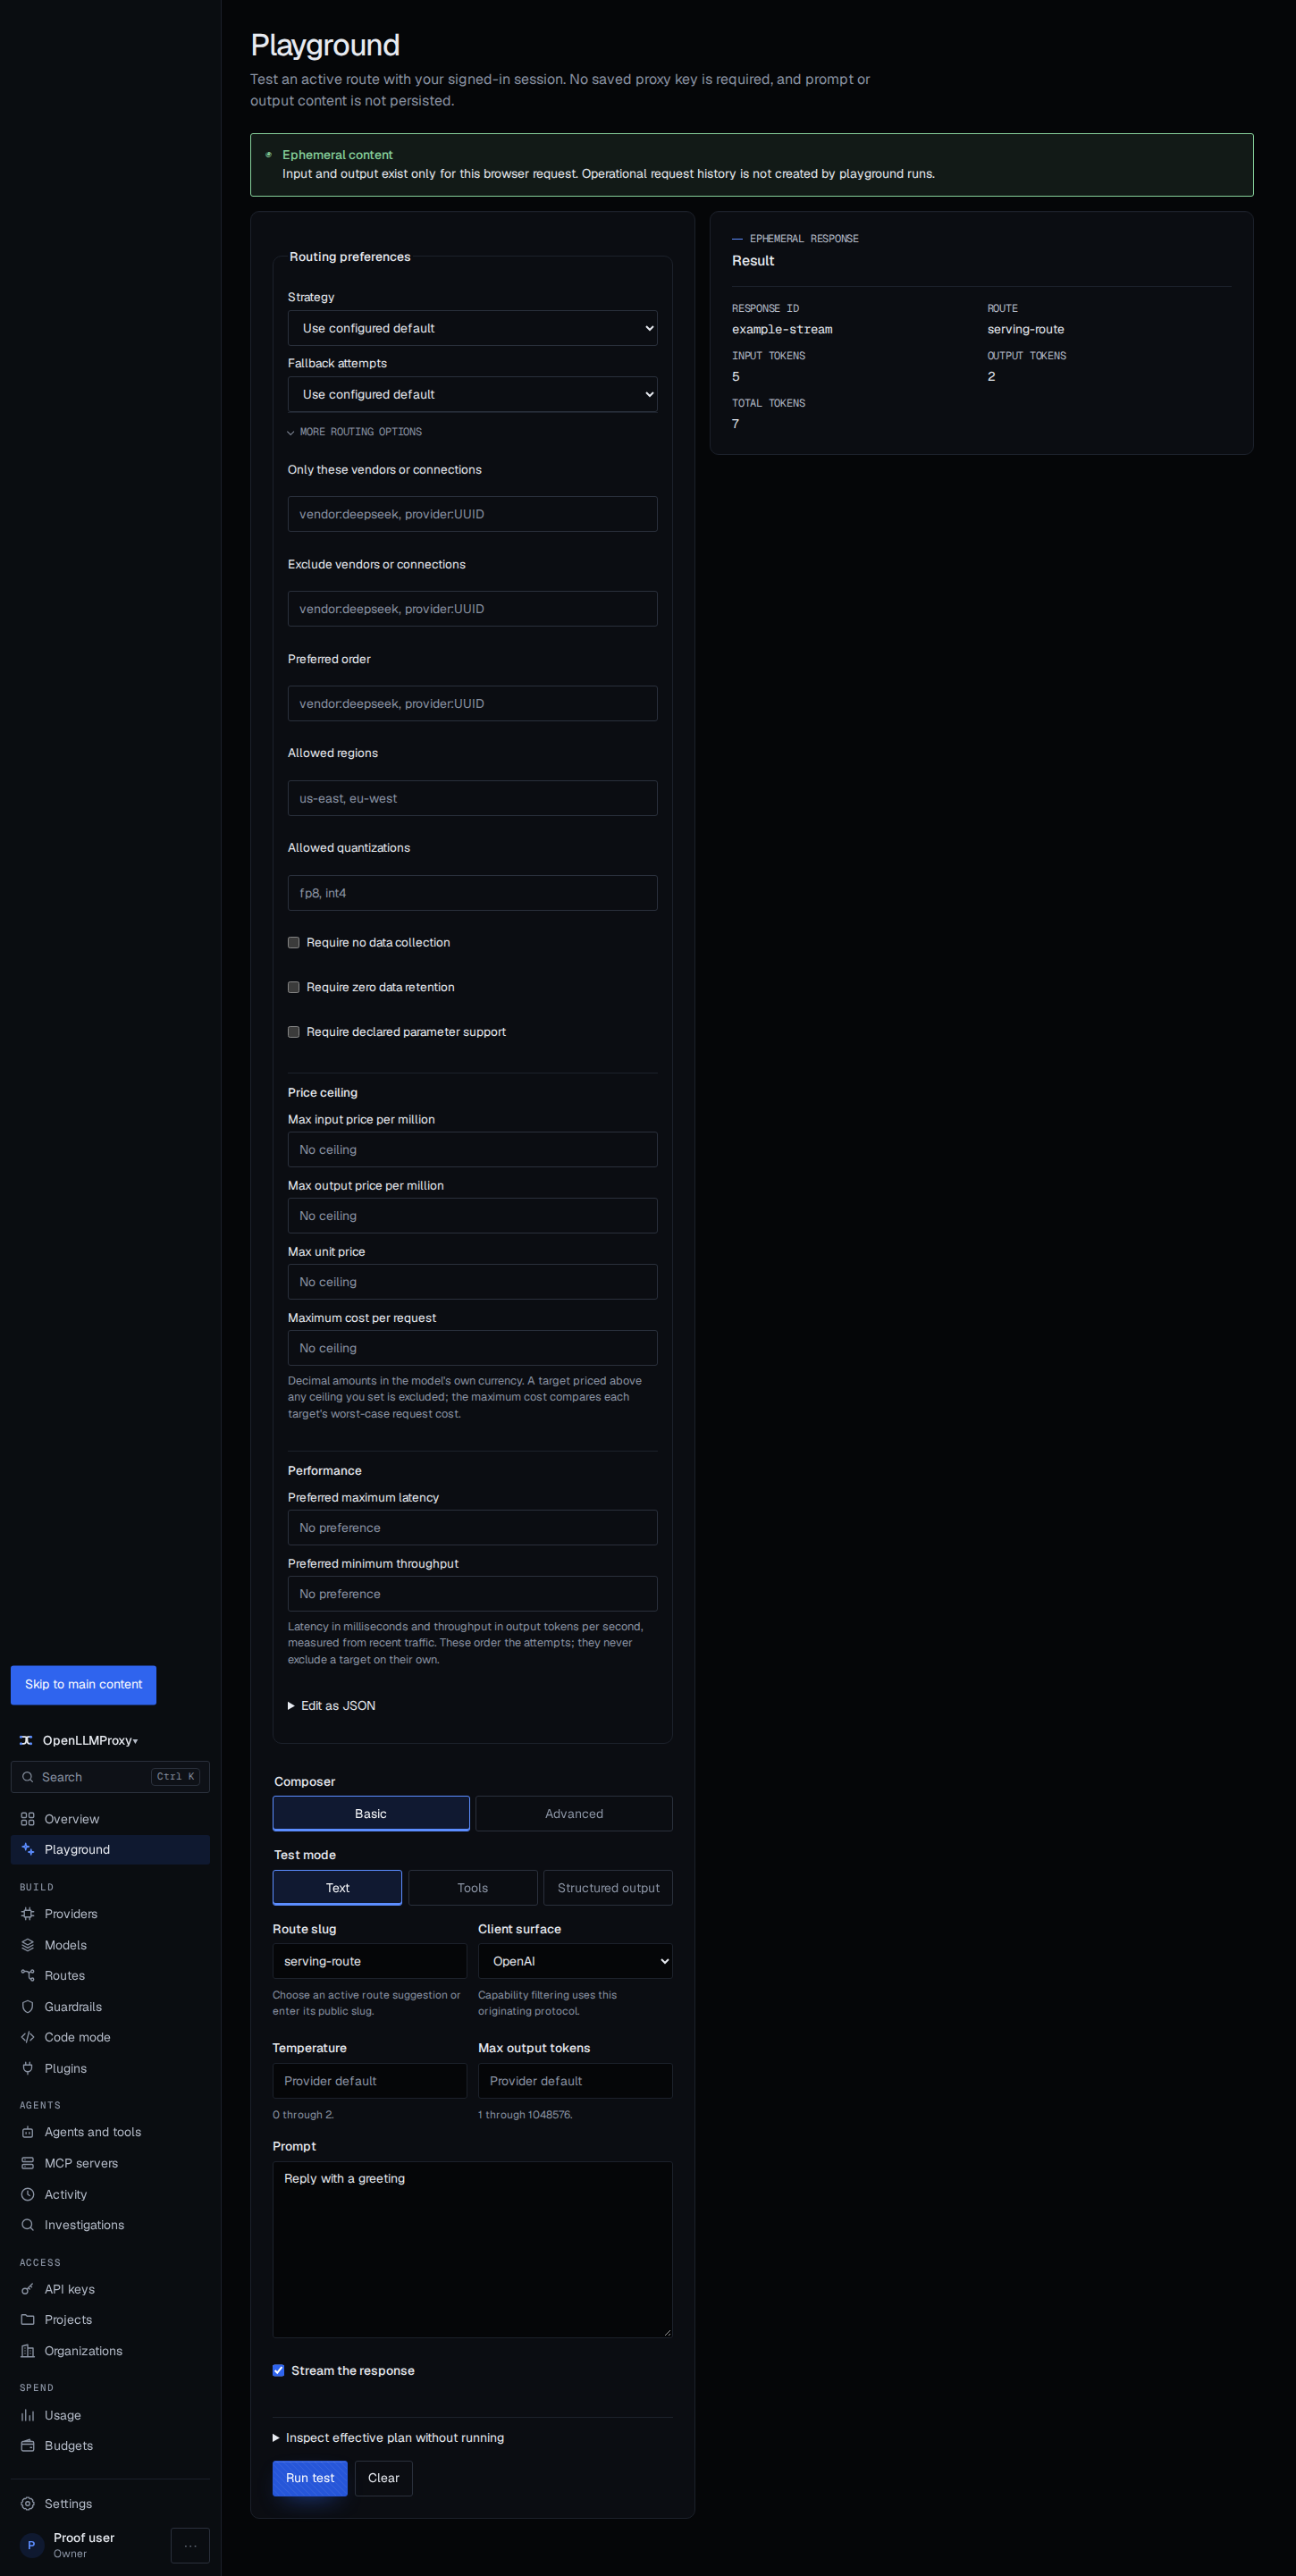 Playground
Test an active route with your signed-in session. No saved proxy key is required, and prompt or
output content is not persisted.
Ephemeral content
Input and output exist only for this browser request. Operational request history is not created by playground runs.
Routing preferences
Strategy
Use configured default
Fallback attempts
Use configured default
MORE ROUTING OPTIONS
Only these vendors or connections
vendor:deepseek, provider:UUID
Exclude vendors or connections
vendor:deepseek, provider:UUID
Preferred order
vendor:deepseek, provider:UUID
Allowed regions
us-east, eu-west
Allowed quantizations
fp8, int4
Require no data collection
Require zero data retention
Require declared parameter support
Price ceiling
Max input price per million
No ceiling
Max output price per million
No ceiling
Max unit price
No ceiling
Maximum cost per request
No ceiling
Decimal amounts in the model's own currency. A target priced above
any ceiling you set is excluded; the maximum cost compares each
target's worst-case request cost.
Performance
Preferred maximum latency
No preference
Preferred minimum throughput
No preference
Latency in milliseconds and throughput in output tokens per second,
measured from recent traffic. These order the attempts; they never
exclude a target on their own.
Edit as JSON
Composer
Basic
Advanced
Test mode
Text
Tools
Structured output
Route slug
Client surface
serving-route
OpenAI
Choose an active route suggestion or
enter its public slug.
Capability filtering uses this
originating protocol.
Temperature
Max output tokens
Provider default
Provider default
0 through 2.
1 through 1048576.
Prompt
Reply with a greeting
Stream the response
Inspect effective plan without running
Run test
Clear
EPHEMERAL RESPONSE
Result
RESPONSE ID
ROUTE
example-stream
serving-route
INPUT TOKENS
OUTPUT TOKENS
5
2
TOTAL TOKENS
7
Skip to main content
OpenLLMProxy
Search
Ctrl K
Overview
Playground
BUILD
Providers
Models
Routes
Guardrails
Code mode
Plugins
AGENTS
Agents and tools
MCP servers
Activity
Investigations
ACCESS
API keys
Projects
Organizations
SPEND
Usage
Budgets
Settings
P
Proof user
Owner
...